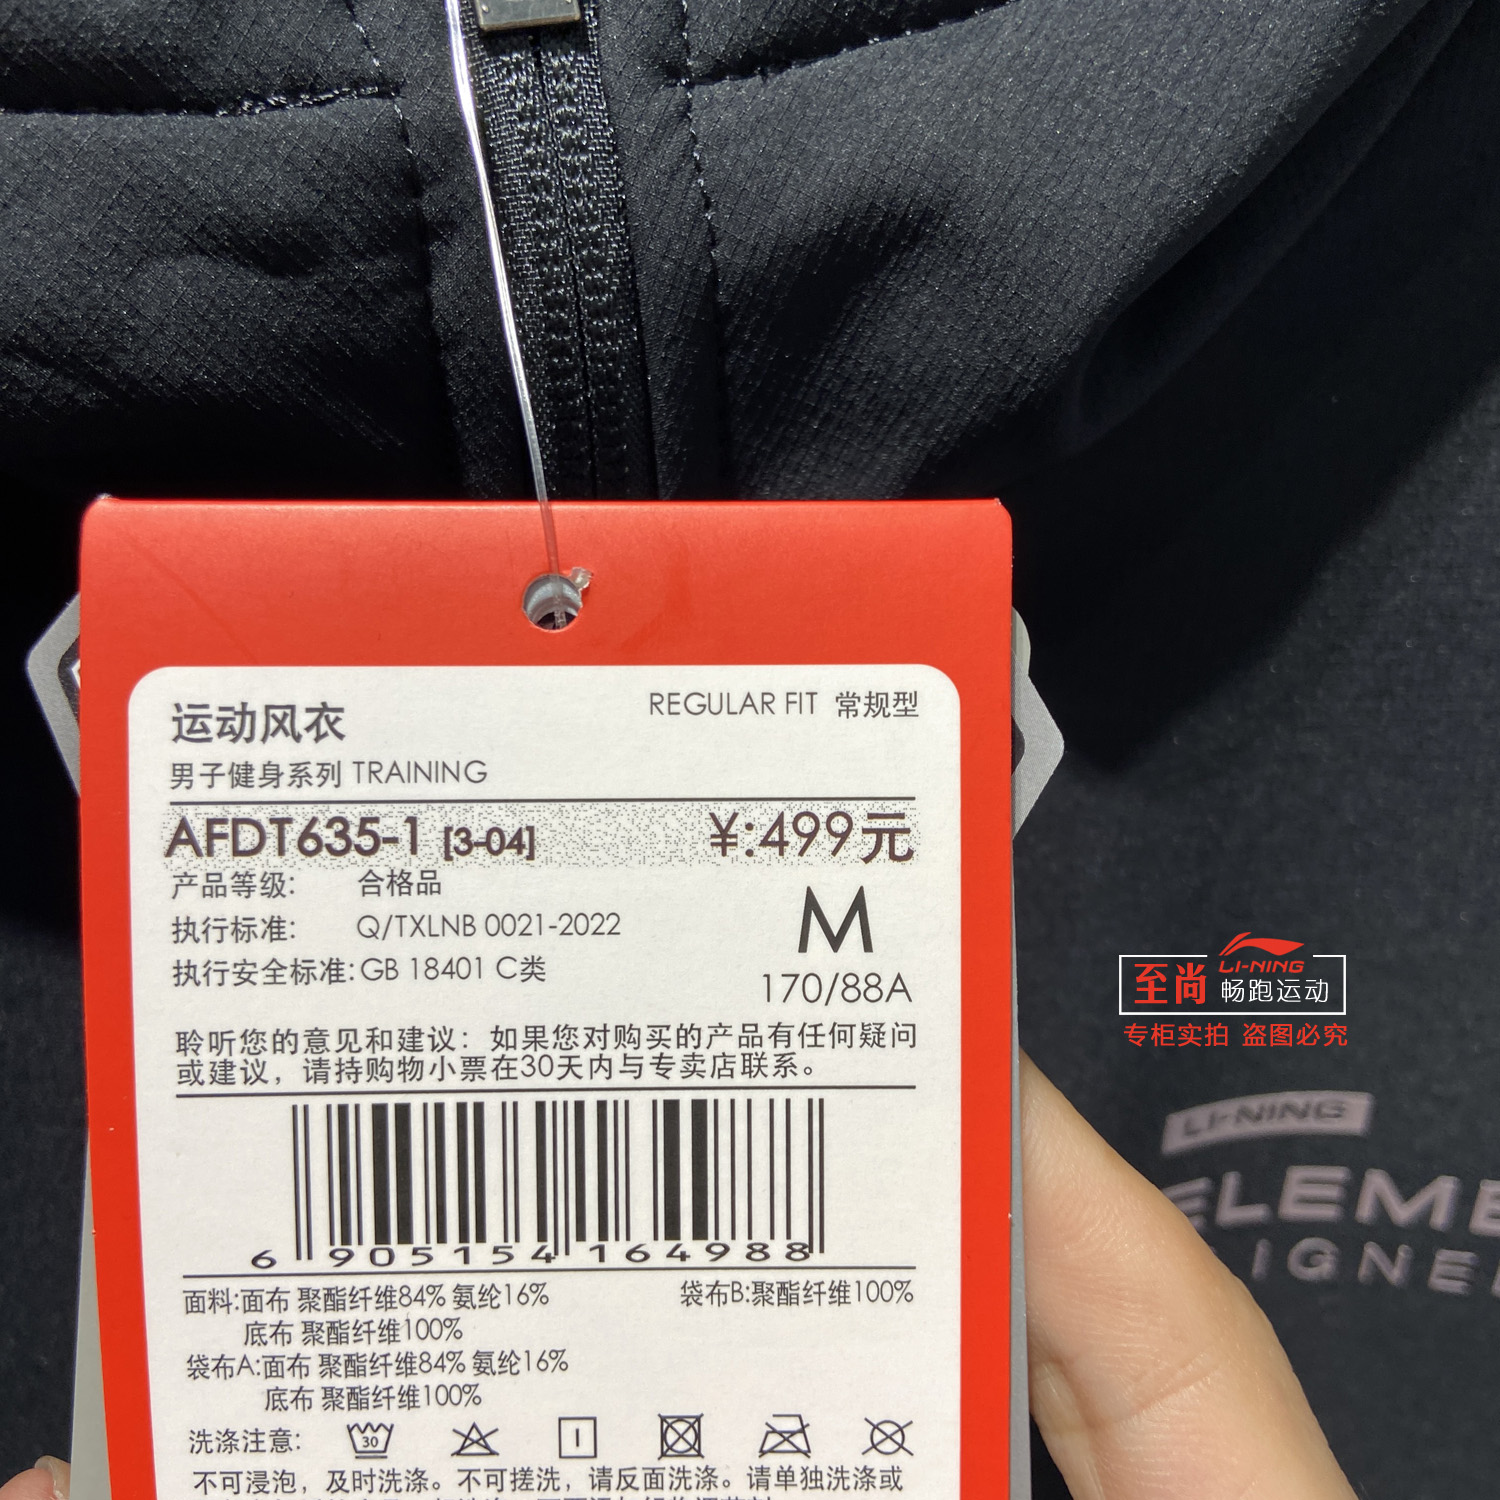 运动风衣
REGULAR FIT 常规型
男子健身系列 TRAINING
AFDT635-1 [3-04]
¥:499元
产品等级: 合格品
执行标准: Q/TXLNB 0021-2022
M
执行安全标准:GB 18401 C类
170/88A
聆听您的意见和建议：如果您对购买的产品有任何疑问
或建议，请持购物小票在30天内与专卖店联系。
6 905154 164988
面料:面布 聚酯纤维84% 氨纶16%
袋布B:聚酯纤维100%
底布 聚酯纤维100%
袋布A:面布 聚酯纤维84% 氨纶16%
底布 聚酯纤维100%
洗涤注意:
30
不可浸泡，及时洗涤。不可搓洗，请反面洗涤。请单独洗涤或
至尚 LI-NING 畅跑运动
专柜实拍 盗图必究
LI-NING
ELEME
IGNE